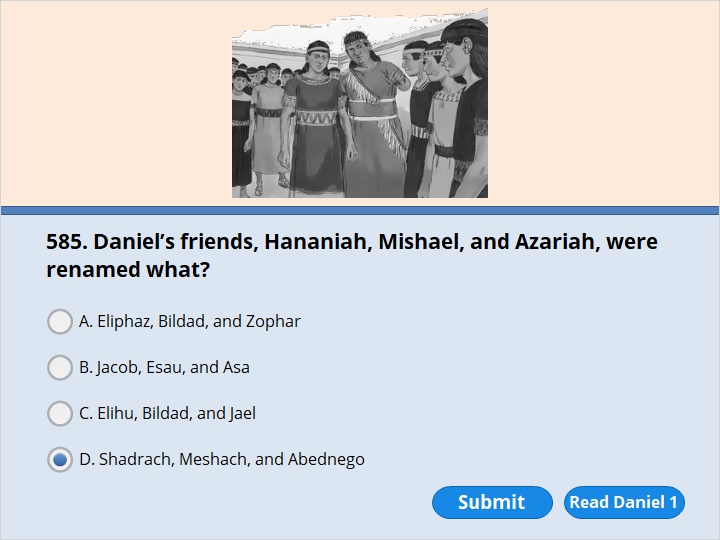 585. Daniel’s friends, Hananiah, Mishael, and Azariah, were
renamed what?
A. Eliphaz, Bildad, and Zophar
B. Jacob, Esau, and Asa
C. Elihu, Bildad, and Jael
D. Shadrach, Meshach, and Abednego
Submit
Read Daniel 1